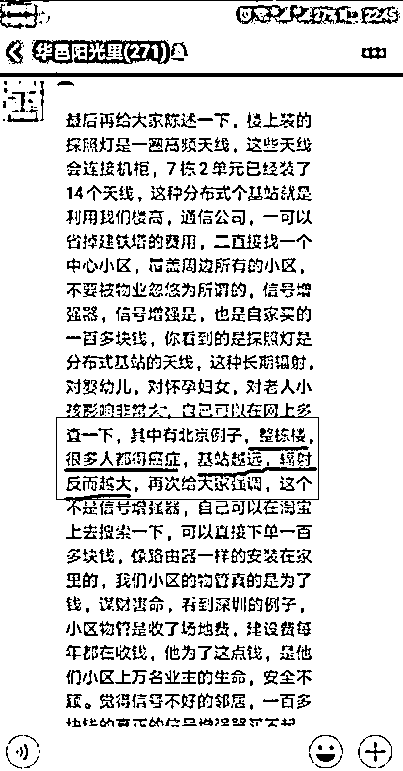 22:45
华邑阳光里(271)
最后再给大家陈述一下，楼上装的
探照灯是一圈高频天线，这些天线
会连接机柜，7栋2单元已经装了
14个天线，这种分布式个基站就是
利用我们楼高，通信公司，一可以
省掉建铁塔的费用，二直接找一个
中心小区，覆盖周边所有的小区，
不要被物业忽悠为所谓的，信号增
强器，信号增强是，也是自家买的
一百多块钱，你看到的是探照灯是
分布式基站的天线，这种长期辐射，
对婴幼儿，对怀孕妇女，对老人小
孩影响非常大，自己可以在网上多
查一下，其中有北京例子，整栋楼，
很多人都得癌症，基站越远，辐射
反而越大，再次给大家强调，这个
不是信号增强器，自己可以在淘宝
上去搜索一下，可以直接下单一百
多块钱，像路由器一样的安装在家
里的，我们小区的物管真的是为了
钱，谋财害命，看到深圳的例子，
小区物管是收了场地费，建设费每
年都在收钱，他为了这点钱，是他
们小区上万名业主的生命，安全不
顾。觉得信号不好的邻居，一百多
块钱的真正的信号增强器买不起